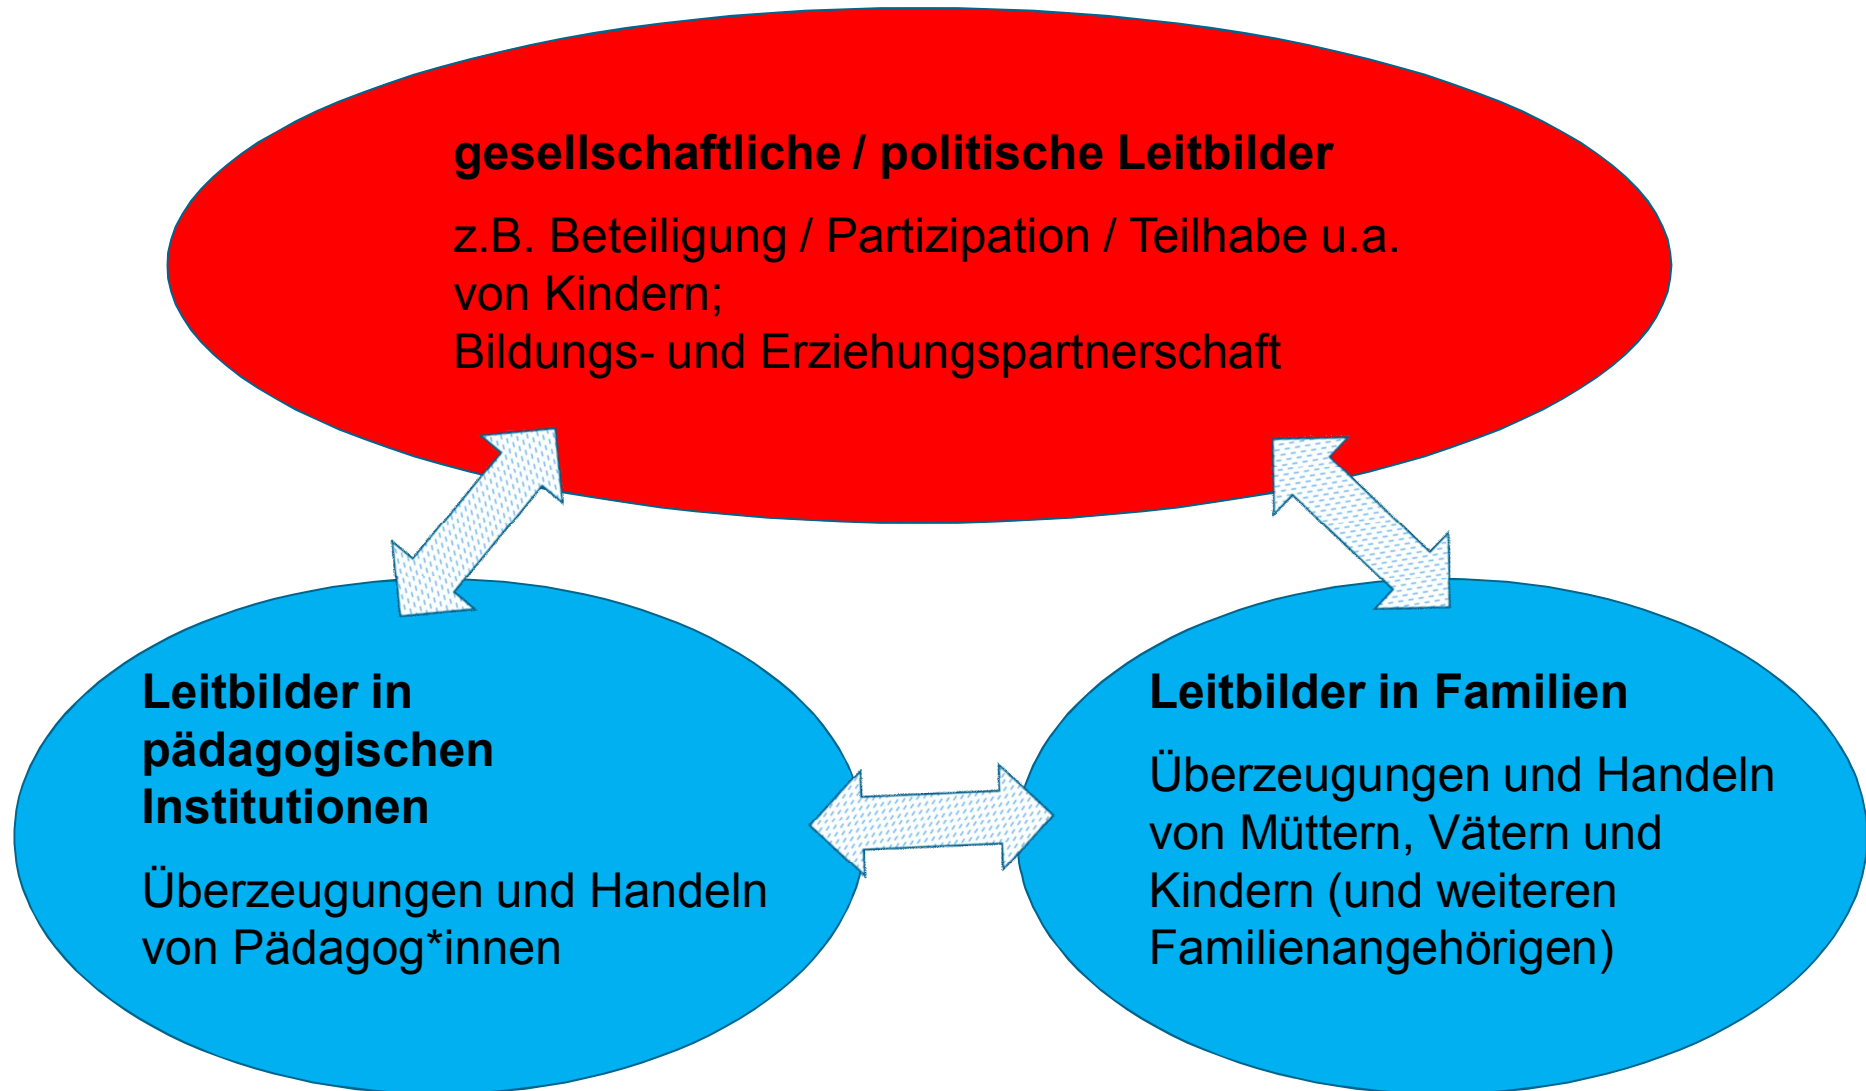 gesellschaftliche / politische Leitbilder
z.B. Beteiligung / Partizipation / Teilhabe u.a.
von Kindern;
Bildungs- und Erziehungspartnerschaft
Leitbilder in
pädagogischen
Institutionen
Überzeugungen und Handeln
von Pädagog*innen
Leitbilder in Familien
Überzeugungen und Handeln
von Müttern, Vätern und
Kindern (und weiteren
Familienangehörigen)